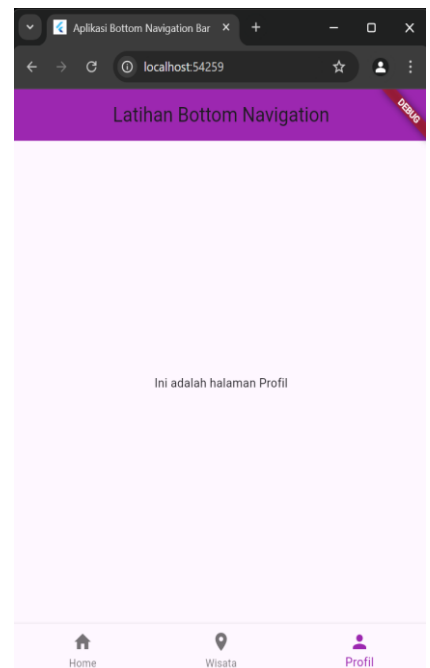 Aplikasi Bottom Navigation Bar
localhost:54259
Latihan Bottom Navigation
DEBUG
Ini adalah halaman Profil
Home Wisata Profil